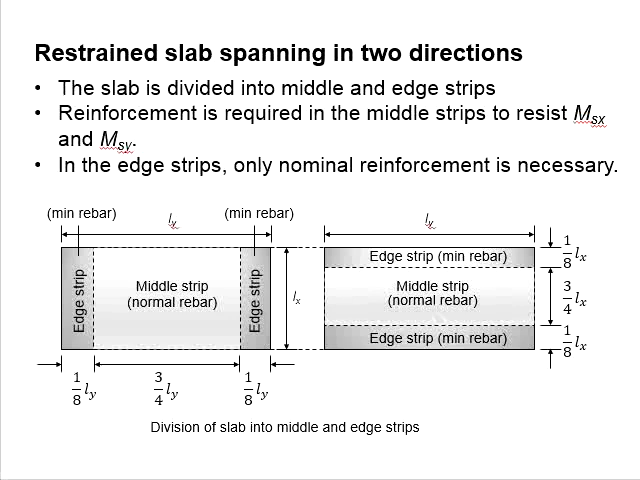 Restrained slab spanning in two directions
• The slab is divided into middle and edge strips
• Reinforcement is required in the middle strips to resist Msx
and Msy.
• In the edge strips, only nominal reinforcement is necessary.
(min rebar) ly (min rebar)
Edge strip
Middle strip
(normal rebar)
Edge strip
lx
1/8 ly
3/4 ly
1/8 ly
ly
Edge strip (min rebar)
Middle strip
(normal rebar)
Edge strip (min rebar)
1/8 lx
3/4 lx
1/8 lx
Division of slab into middle and edge strips